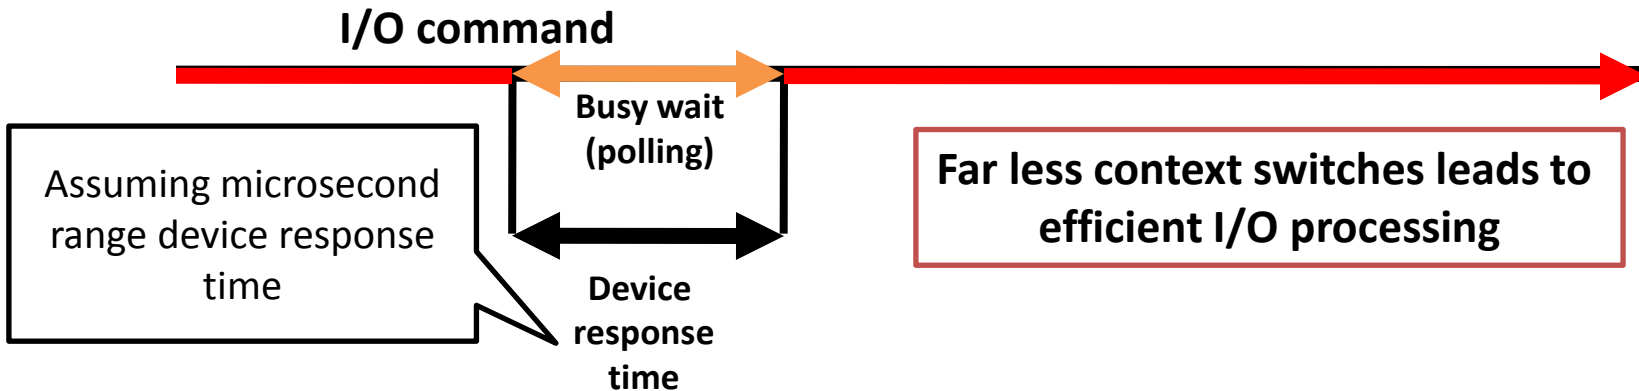 I/O command
Busy wait
(polling)
Assuming microsecond
range device response
time
Far less context switches leads to
efficient I/O processing
Device
response
time